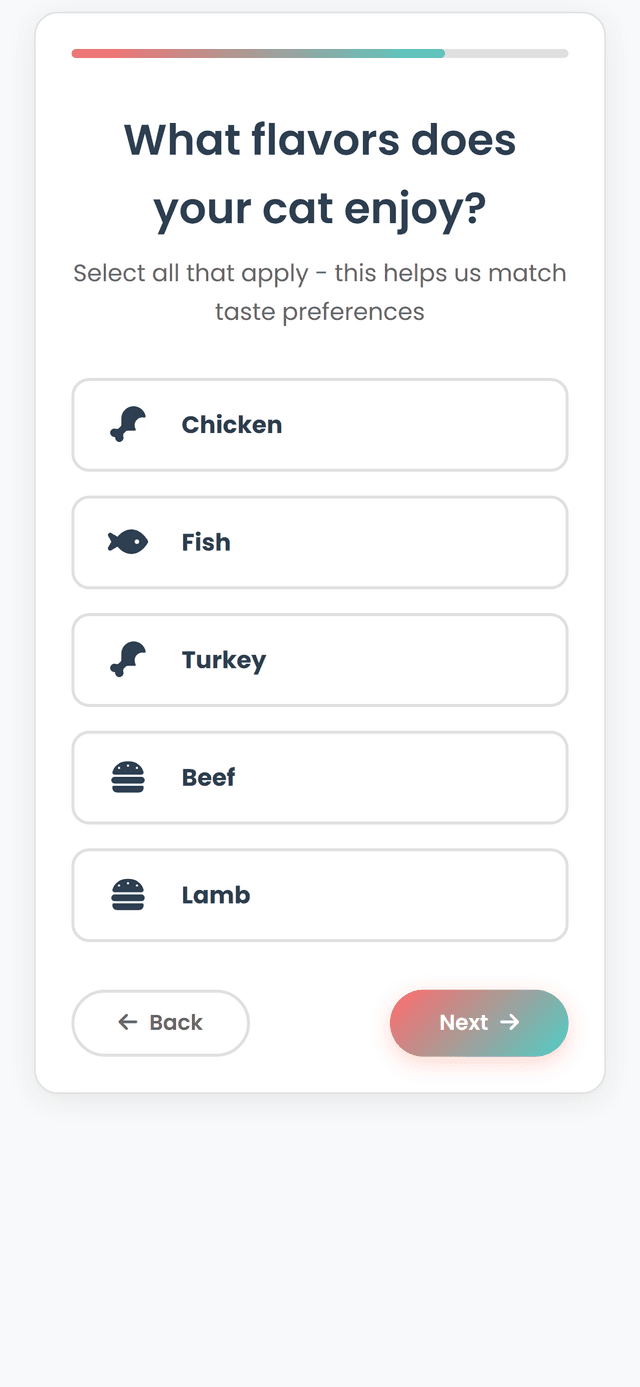 What flavors does
your cat enjoy?
Select all that apply - this helps us match
taste preferences
Chicken
Fish
Turkey
Beef
Lamb
Back
Next